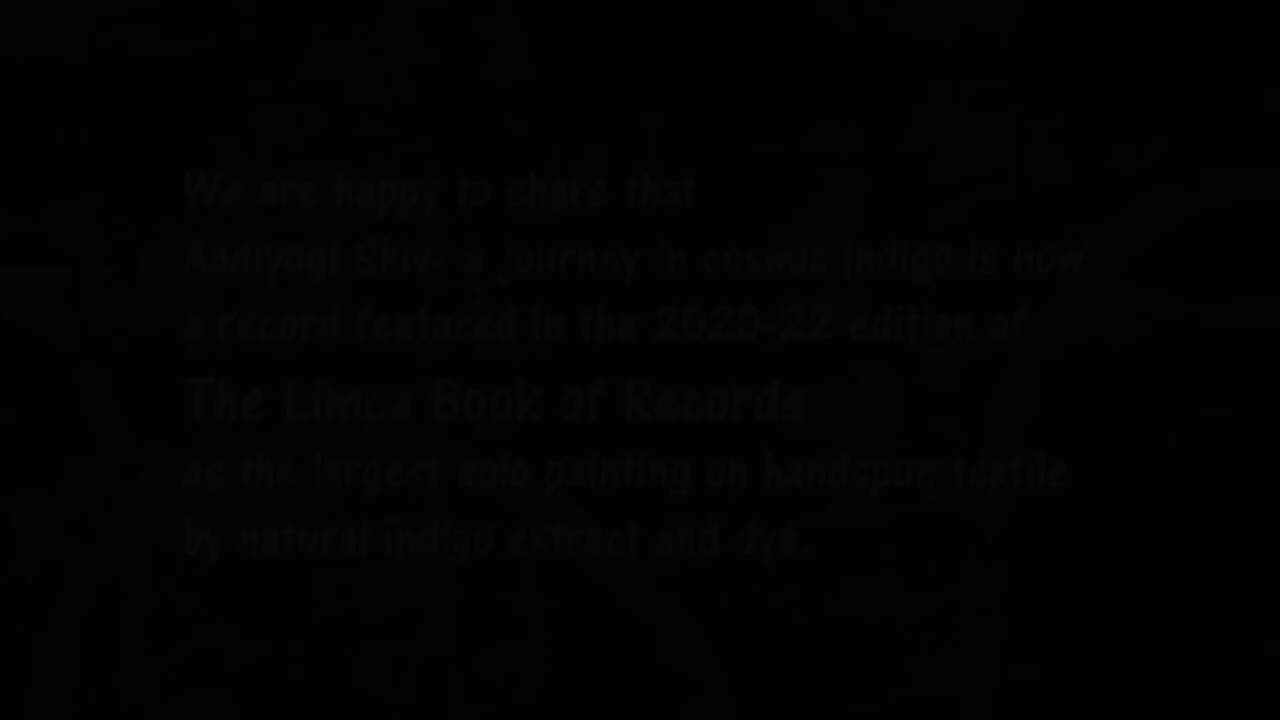 We are happy to share that
Aadiyogi Shiv- a journey in cosmic indigo is now
a record featured in the 2020-22 edition of
The Limca Book of Records
as the largest solo painting on handspun textile
by natural indigo extract and dye.